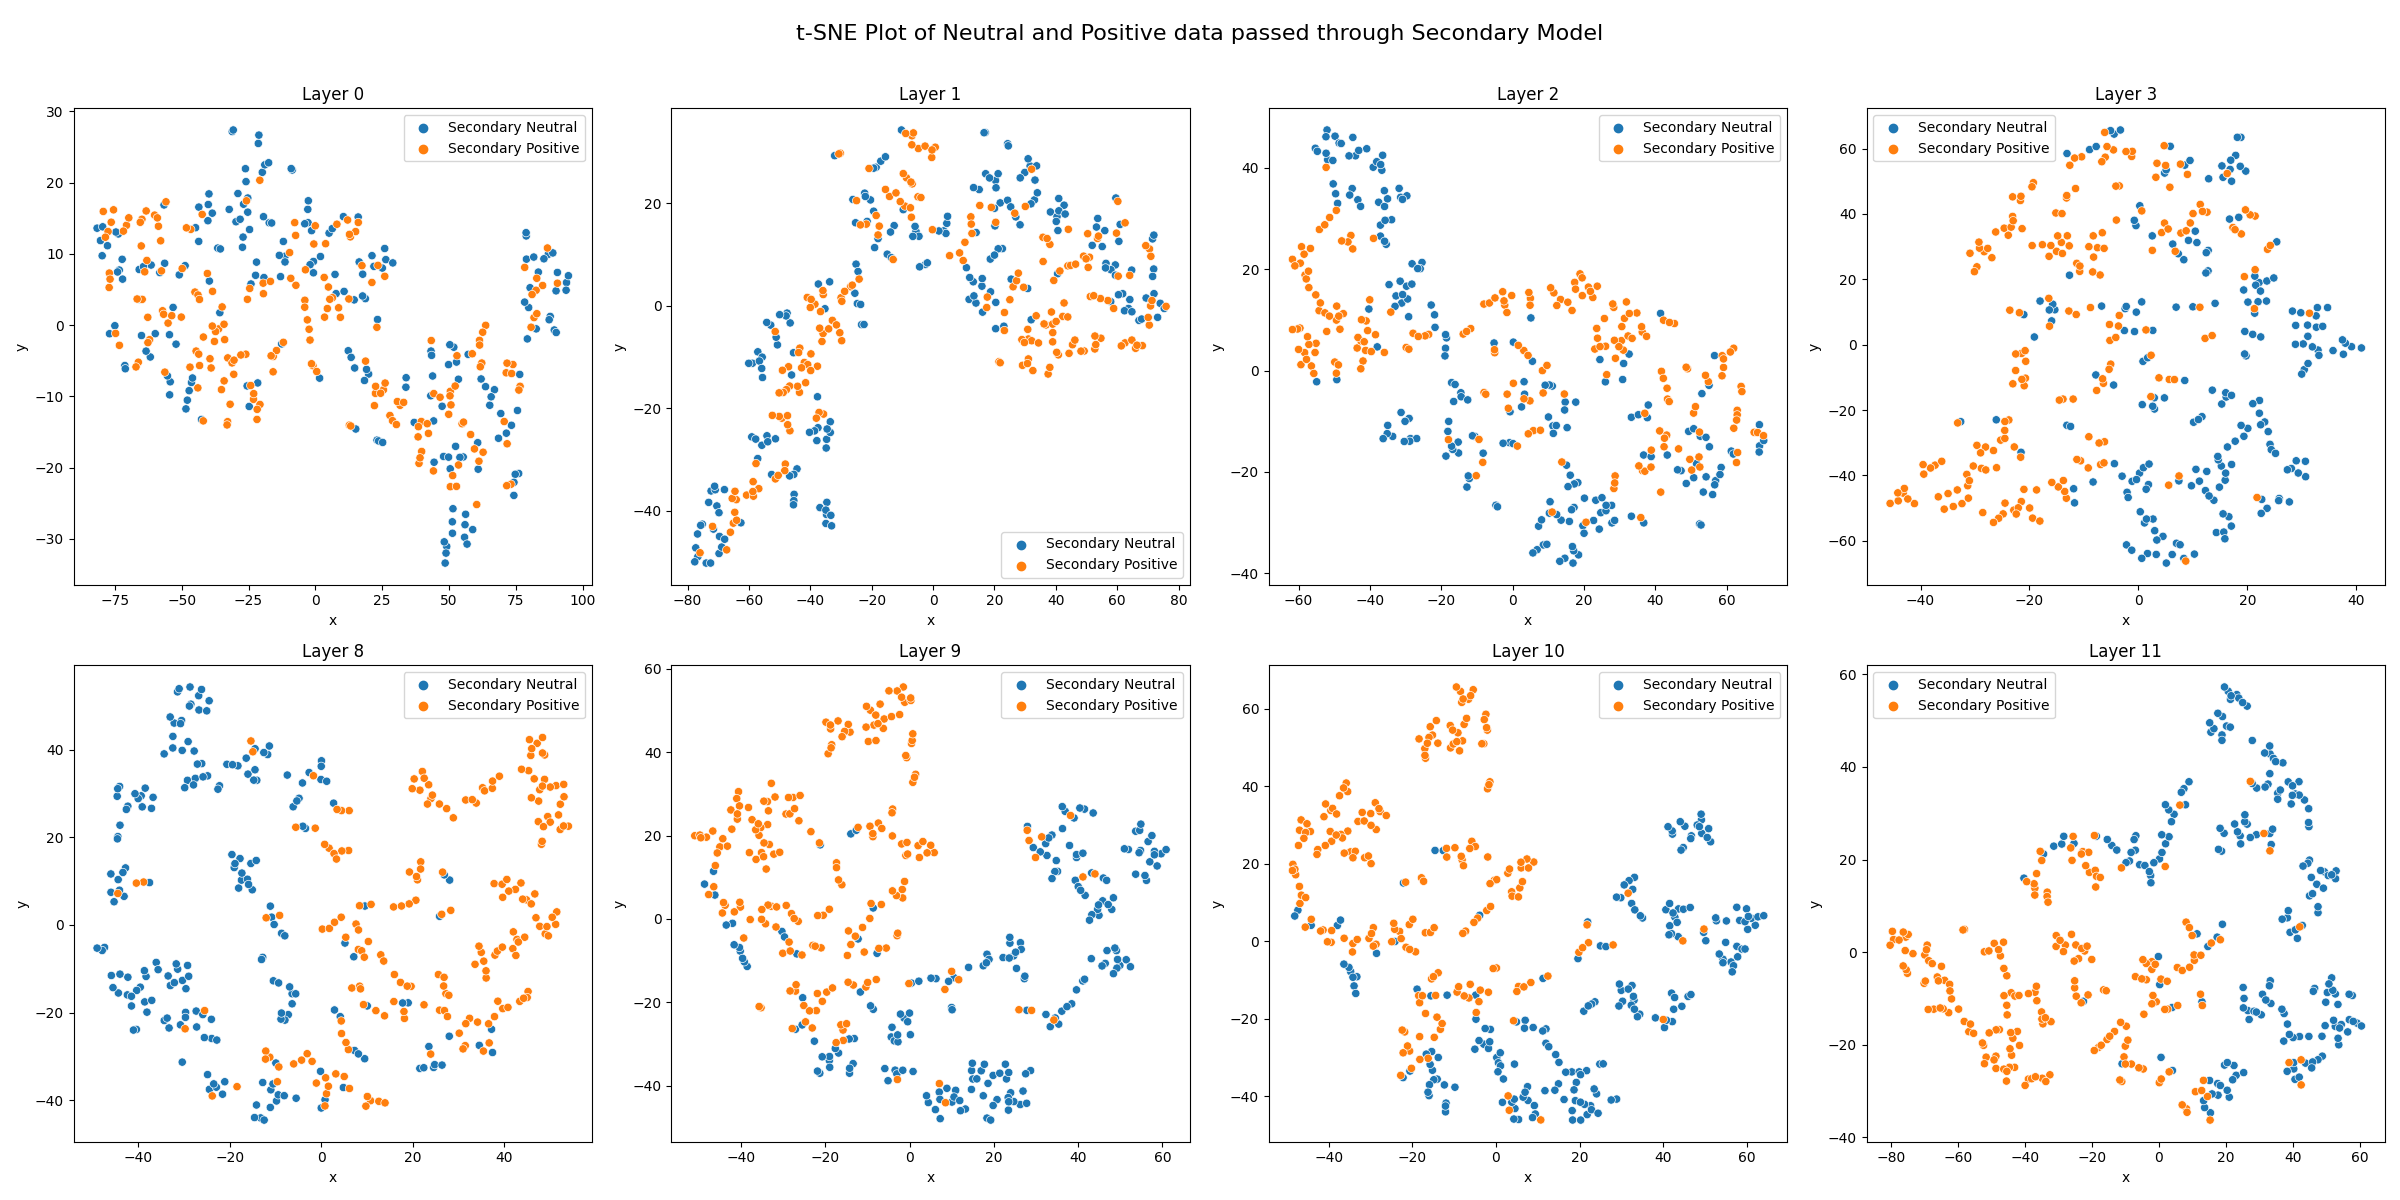 t-SNE Plot of Neutral and Positive data passed through Secondary Model
Layer 0
30
20
10
0
−10
−20
−30
y
−75
−50
−25
0
25
50
75
100
x
Secondary Neutral
Secondary Positive
Layer 1
20
0
−20
−40
y
−80
−60
−40
−20
0
20
40
60
80
x
Secondary Neutral
Secondary Positive
Layer 2
40
20
0
−20
−40
y
−60
−40
−20
0
20
40
60
x
Secondary Neutral
Secondary Positive
Layer 3
60
40
20
0
−20
−40
−60
y
−40
−20
0
20
40
x
Secondary Neutral
Secondary Positive
Layer 8
40
20
0
−20
−40
y
−40
−20
0
20
40
x
Secondary Neutral
Secondary Positive
Layer 9
60
40
20
0
−20
−40
y
−40
−20
0
20
40
60
x
Secondary Neutral
Secondary Positive
Layer 10
60
40
20
0
−20
−40
y
−40
−20
0
20
40
60
x
Secondary Neutral
Secondary Positive
Layer 11
60
40
20
0
−20
−40
y
−80
−60
−40
−20
0
20
40
60
x
Secondary Neutral
Secondary Positive